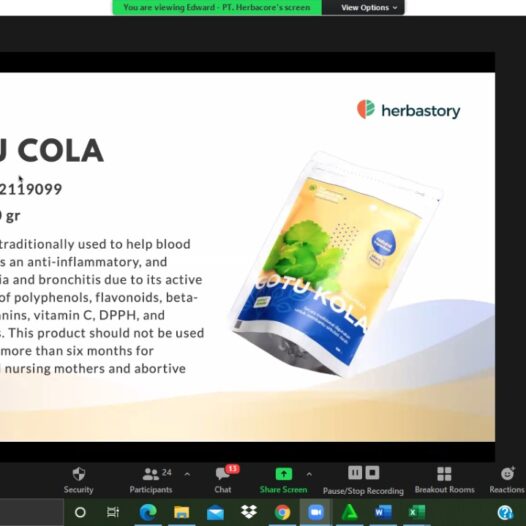 You are viewing Edward - PT. Herbacore's screen
View Options
herbastory
U COLA
2119099
gr
traditionally used to help blood
s an anti-inflammatory, and
ia and bronchitis due to its active
of polyphenols, flavonoids, beta-
nins, vitamin C, DPPH, and
s. This product should not be used
more than six months for
nursing mothers and abortive
GOTU KOLA
24
13
Security
Participants
Chat
Share Screen
Pause/Stop Recording
Breakout Rooms
Reactions